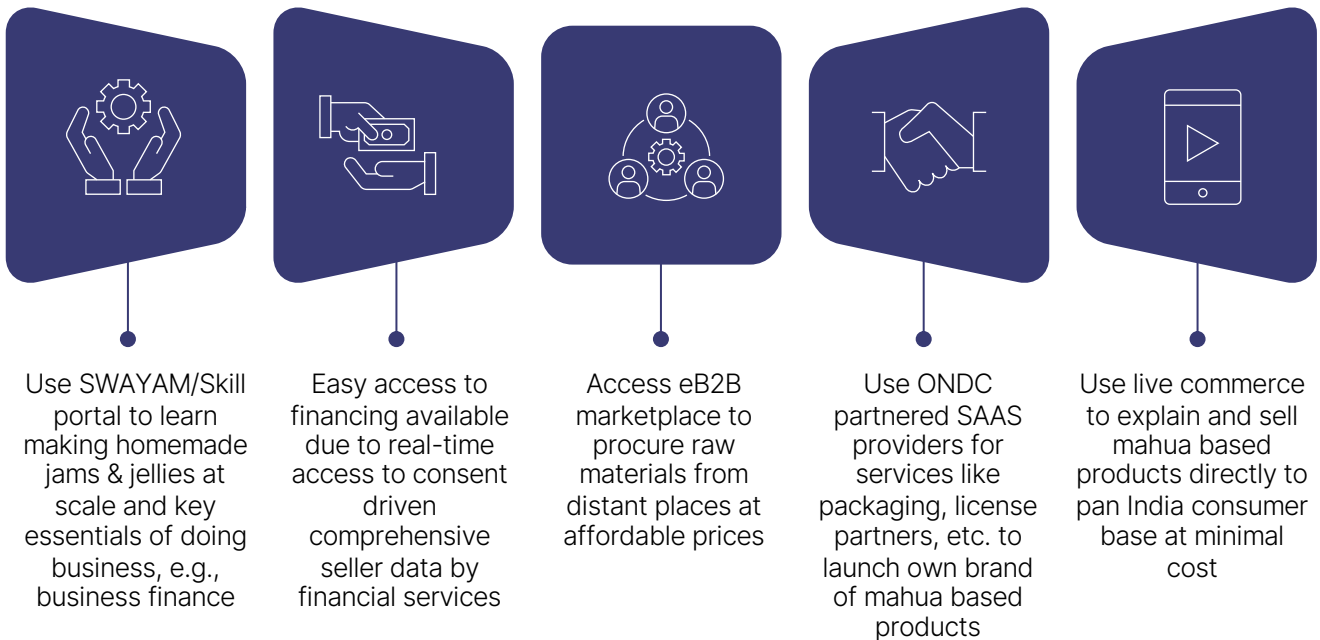 Use SWAYAM/Skill
portal to learn
making homemade
jams & jellies at
scale and key
essentials of doing
business, e.g.,
business finance
Easy access to
financing available
due to real-time
access to consent
driven
comprehensive
seller data by
financial services
Access eB2B
marketplace to
procure raw
materials from
distant places at
affordable prices
Use ONDC
partnered SAAS
providers for
services like
packaging, license
partners, etc. to
launch own brand
of mahua based
products
Use live commerce
to explain and sell
mahua based
products directly to
pan India consumer
base at minimal
cost